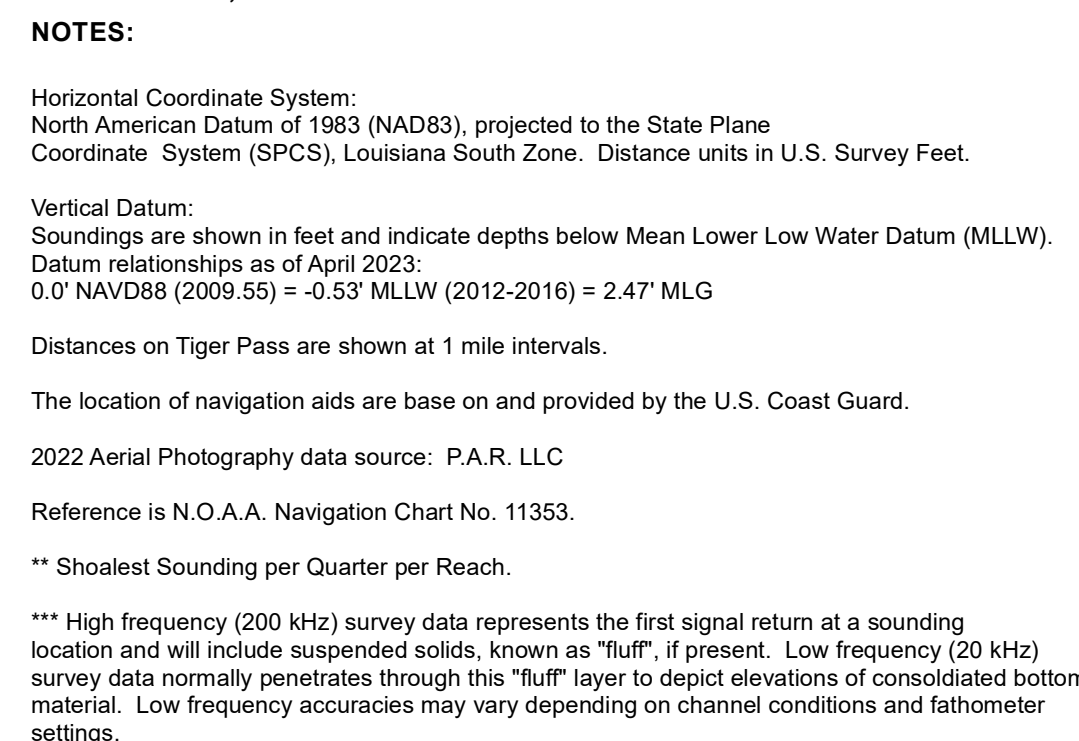 NOTES:
Horizontal Coordinate System:
North American Datum of 1983 (NAD83), projected to the State Plane
Coordinate  System (SPCS), Louisiana South Zone.  Distance units in U.S. Survey Feet.
Vertical Datum:
Soundings are shown in feet and indicate depths below Mean Lower Low Water Datum (MLLW).
Datum relationships as of April 2023:
0.0' NAVD88 (2009.55) = -0.53' MLLW (2012-2016) = 2.47' MLG
Distances on Tiger Pass are shown at 1 mile intervals.
The location of navigation aids are base on and provided by the U.S. Coast Guard.
2022 Aerial Photography data source:  P.A.R. LLC
Reference is N.O.A.A. Navigation Chart No. 11353.
** Shoalest Sounding per Quarter per Reach.
*** High frequency (200 kHz) survey data represents the first signal return at a sounding
location and will include suspended solids, known as "fluff", if present.  Low frequency (20 kHz)
survey data normally penetrates through this "fluff" layer to depict elevations of consoldiated bottom
material.  Low frequency accuracies may vary depending on channel conditions and fathometer
settings.